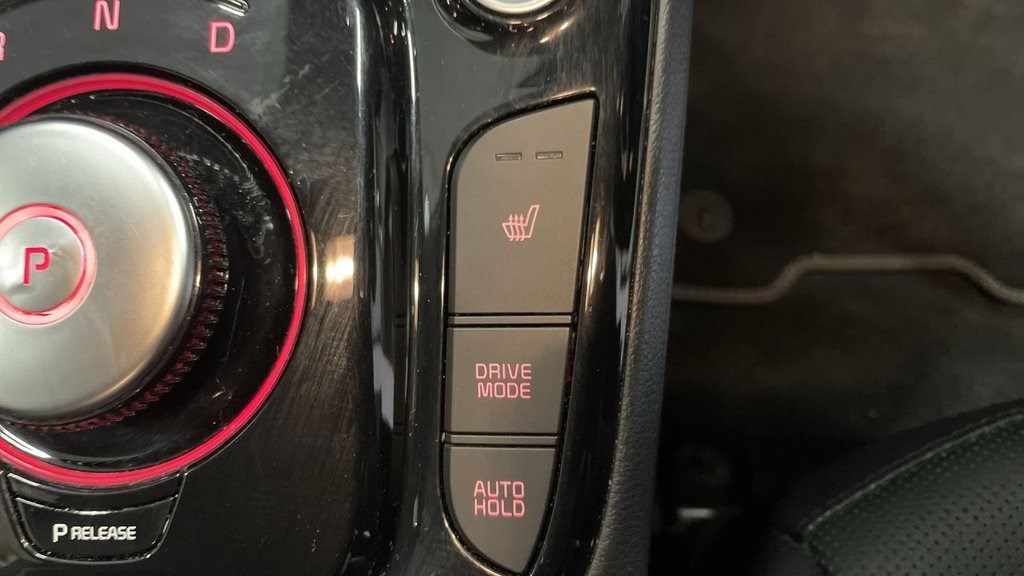 R
N
D
P
DRIVE
MODE
AUTO
HOLD
P RELEASE